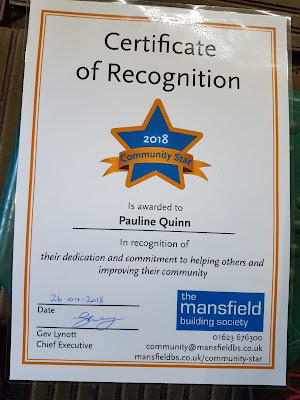 Certificate
of Recognition
2018
Community Star
Is awarded to
Pauline Quinn
In recognition of
their dedication and commitment to helping others and
improving their community
26-04-2018
Date
Gev Lynott
Chief Executive
the
mansfield
building society
01623 676300
community@mansfieldbs.co.uk
mansfieldbs.co.uk/community-star